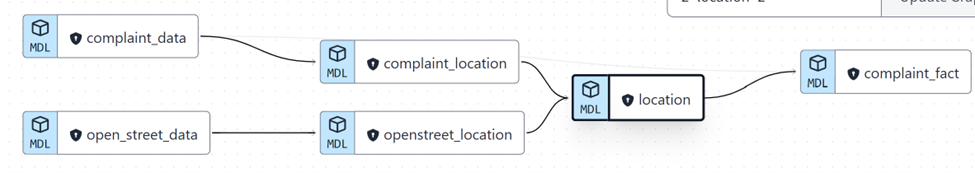 MDL complaint_data
MDL complaint_location
MDL complaint_fact
MDL location
MDL open_street_data
MDL openstreet_location